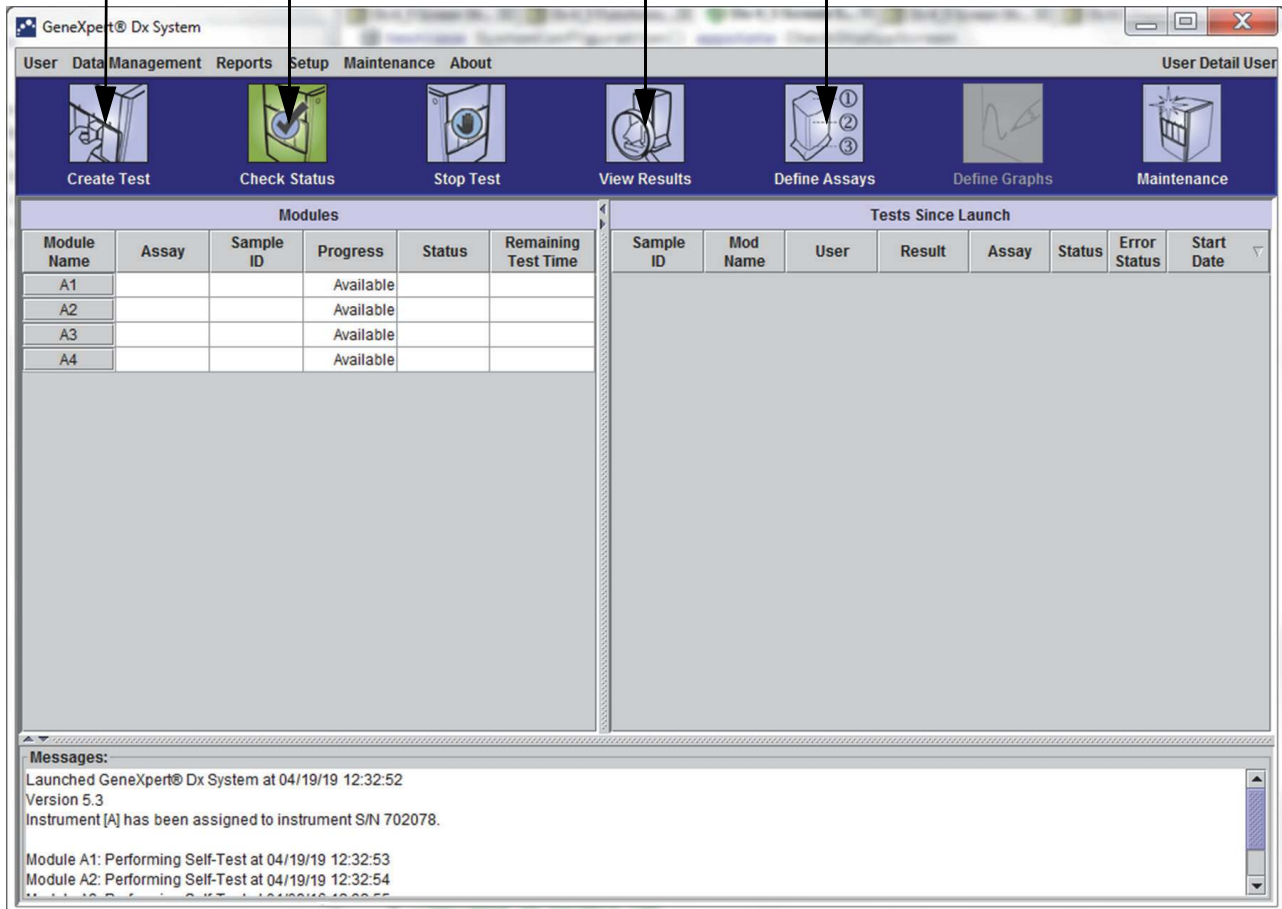 GeneXpert® Dx System
User Data Management Reports Setup Maintenance About User Detail User
Create Test Check Status Stop Test View Results Define Assays Define Graphs Maintenance
① ② ③
Modules
Module Name Assay Sample ID Progress Status Remaining Test Time
A1 Available
A2 Available
A3 Available
A4 Available
Tests Since Launch
Sample ID Mod Name User Result Assay Status Error Status Start Date
Messages:
Launched GeneXpert® Dx System at 04/19/19 12:32:52
Version 5.3
Instrument [A] has been assigned to instrument S/N 702078.
Module A1: Performing Self-Test at 04/19/19 12:32:53
Module A2: Performing Self-Test at 04/19/19 12:32:54